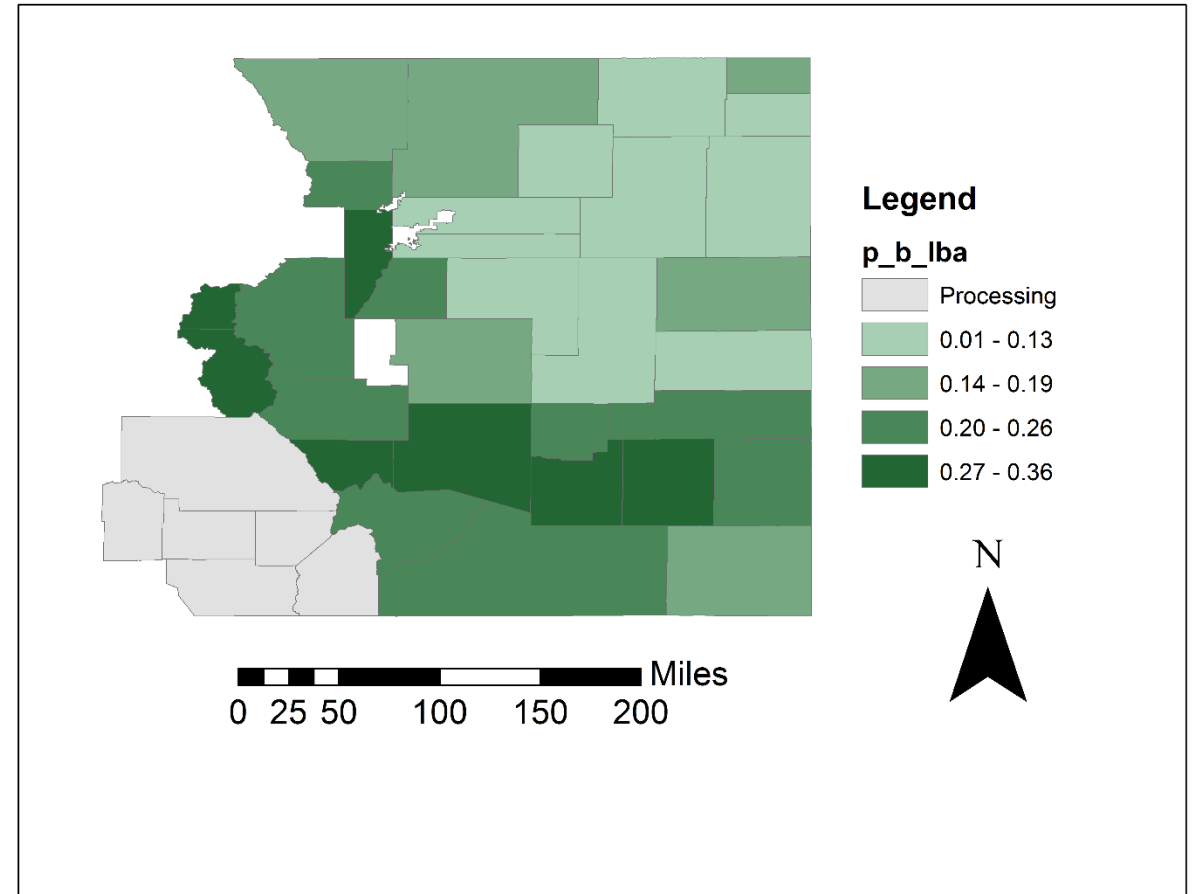 Legend
p_b_lba
Processing
0.01 - 0.13
0.14 - 0.19
0.20 - 0.26
0.27 - 0.36
N
Miles
0 25 50 100 150 200